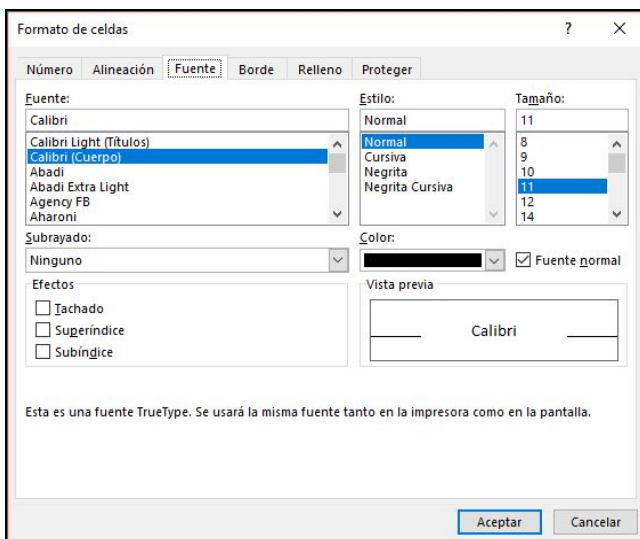 Formato de celdas ? X
Número Alineación Fuente Borde Relleno Proteger
Fuente: Estilo: Tamaño:
Calibri Normal 11
Calibri Light (Títulos) Normal 8
Calibri (Cuerpo) Cursiva 9
Abadi Negrita 10
Abadi Extra Light Negrita Cursiva 11
Agency FB 12
Aharoni 14
Subrayado: Color:
Ninguno Fuente normal
Efectos Vista previa
Tachado
Superíndice Calibri
Subíndice
Esta es una fuente TrueType. Se usará la misma fuente tanto en la impresora como en la pantalla.
Aceptar Cancelar